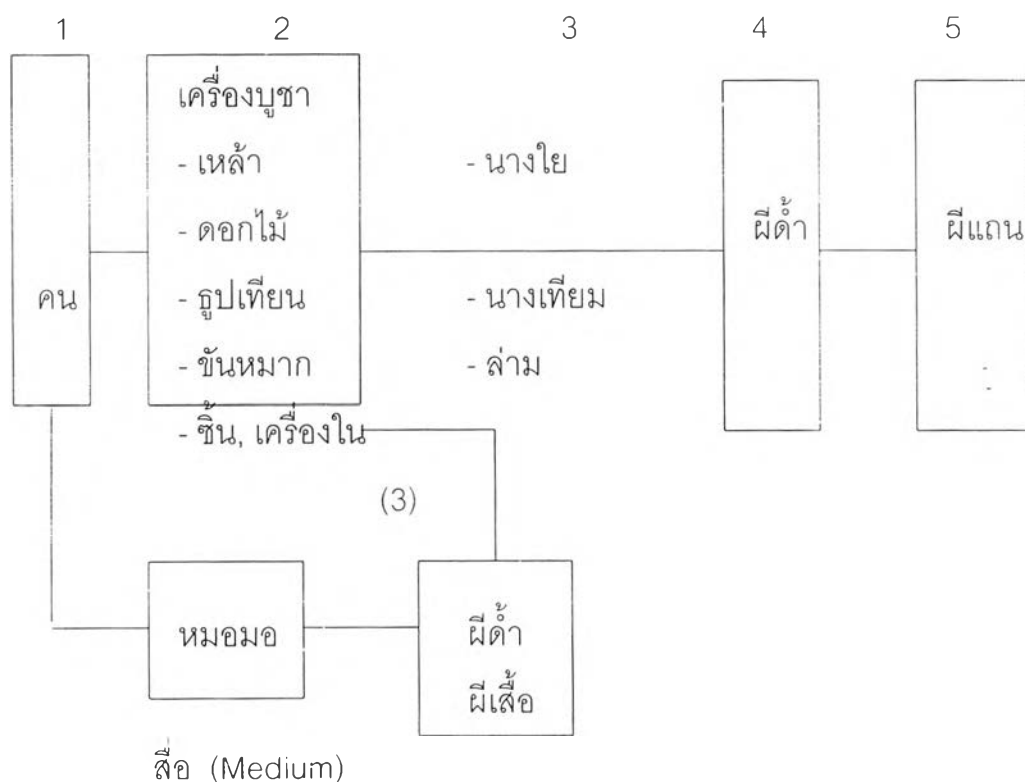 1 2 3 4 5
เครื่องบูชา
- เหล้า
- นางใย
- ดอกไม้
ผีด้ำ
ผีแถน
คน
- ธูปเทียน
- นางเทียม
- ขันหมาก
- ล่าม
- ซิ้น, เครื่องใน
(3)
หมอมอ
ผีด้ำ
ผีเสื้อ
สื่อ (Medium)